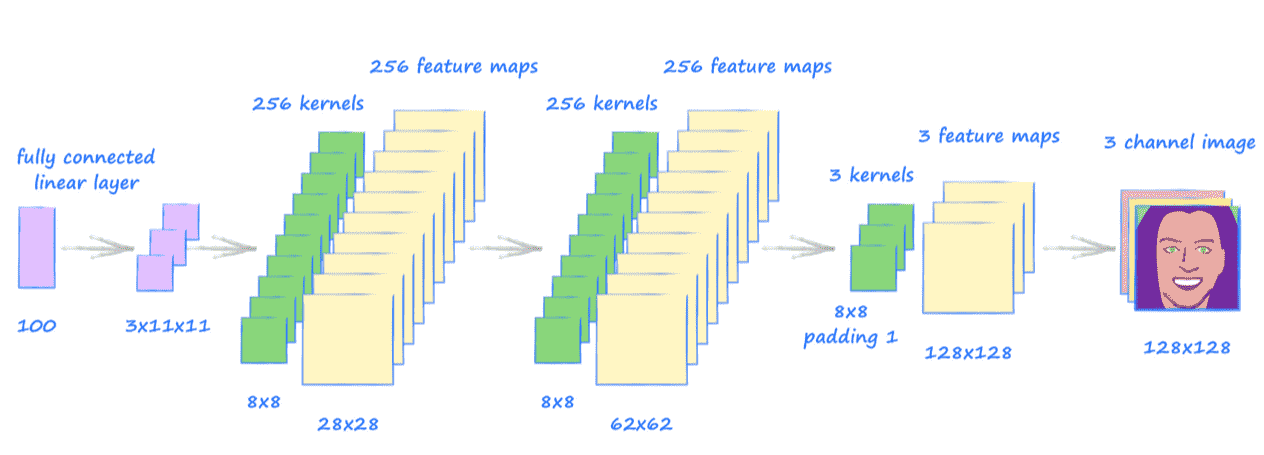 fully connected
linear layer
100
3x11x11
256 kernels
8x8
256 feature maps
28x28
256 kernels
8x8
256 feature maps
62x62
3 kernels
8x8
padding 1
3 feature maps
128x128
3 channel image
128x128